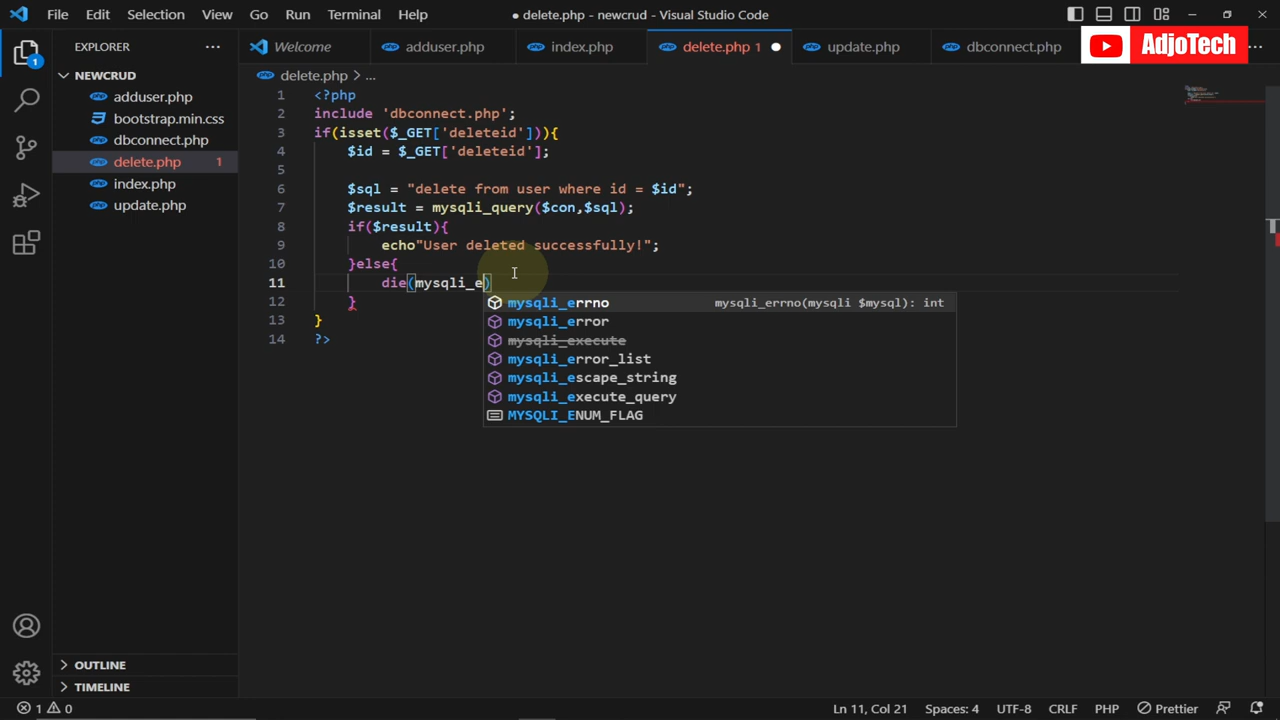 File Edit Selection View Go Run Terminal Help
● delete.php - newcrud - Visual Studio Code
EXPLORER
Welcome adduser.php index.php delete.php 1 update.php dbconnect.php
AdjoTech
NEWCRUD
adduser.php
bootstrap.min.css
dbconnect.php
delete.php 1
index.php
update.php
delete.php > ...
1 <?php
2 include 'dbconnect.php';
3 if(isset($_GET['deleteid'])){
4 $id = $_GET['deleteid'];
5
6 $sql = "delete from user where id = $id";
7 $result = mysqli_query($con,$sql);
8 if($result){
9 echo"User deleted successfully!";
10 }else{
11 die(mysqli_e)
12 }
13 }
14 ?>
mysqli_errno mysqli_errno(mysqli $mysql): int
mysqli_error
mysqli_execute
mysqli_error_list
mysqli_escape_string
mysqli_execute_query
MYSQLI_ENUM_FLAG
1
OUTLINE
TIMELINE
1 0 Ln 11, Col 21 Spaces: 4 UTF-8 CRLF PHP Prettier